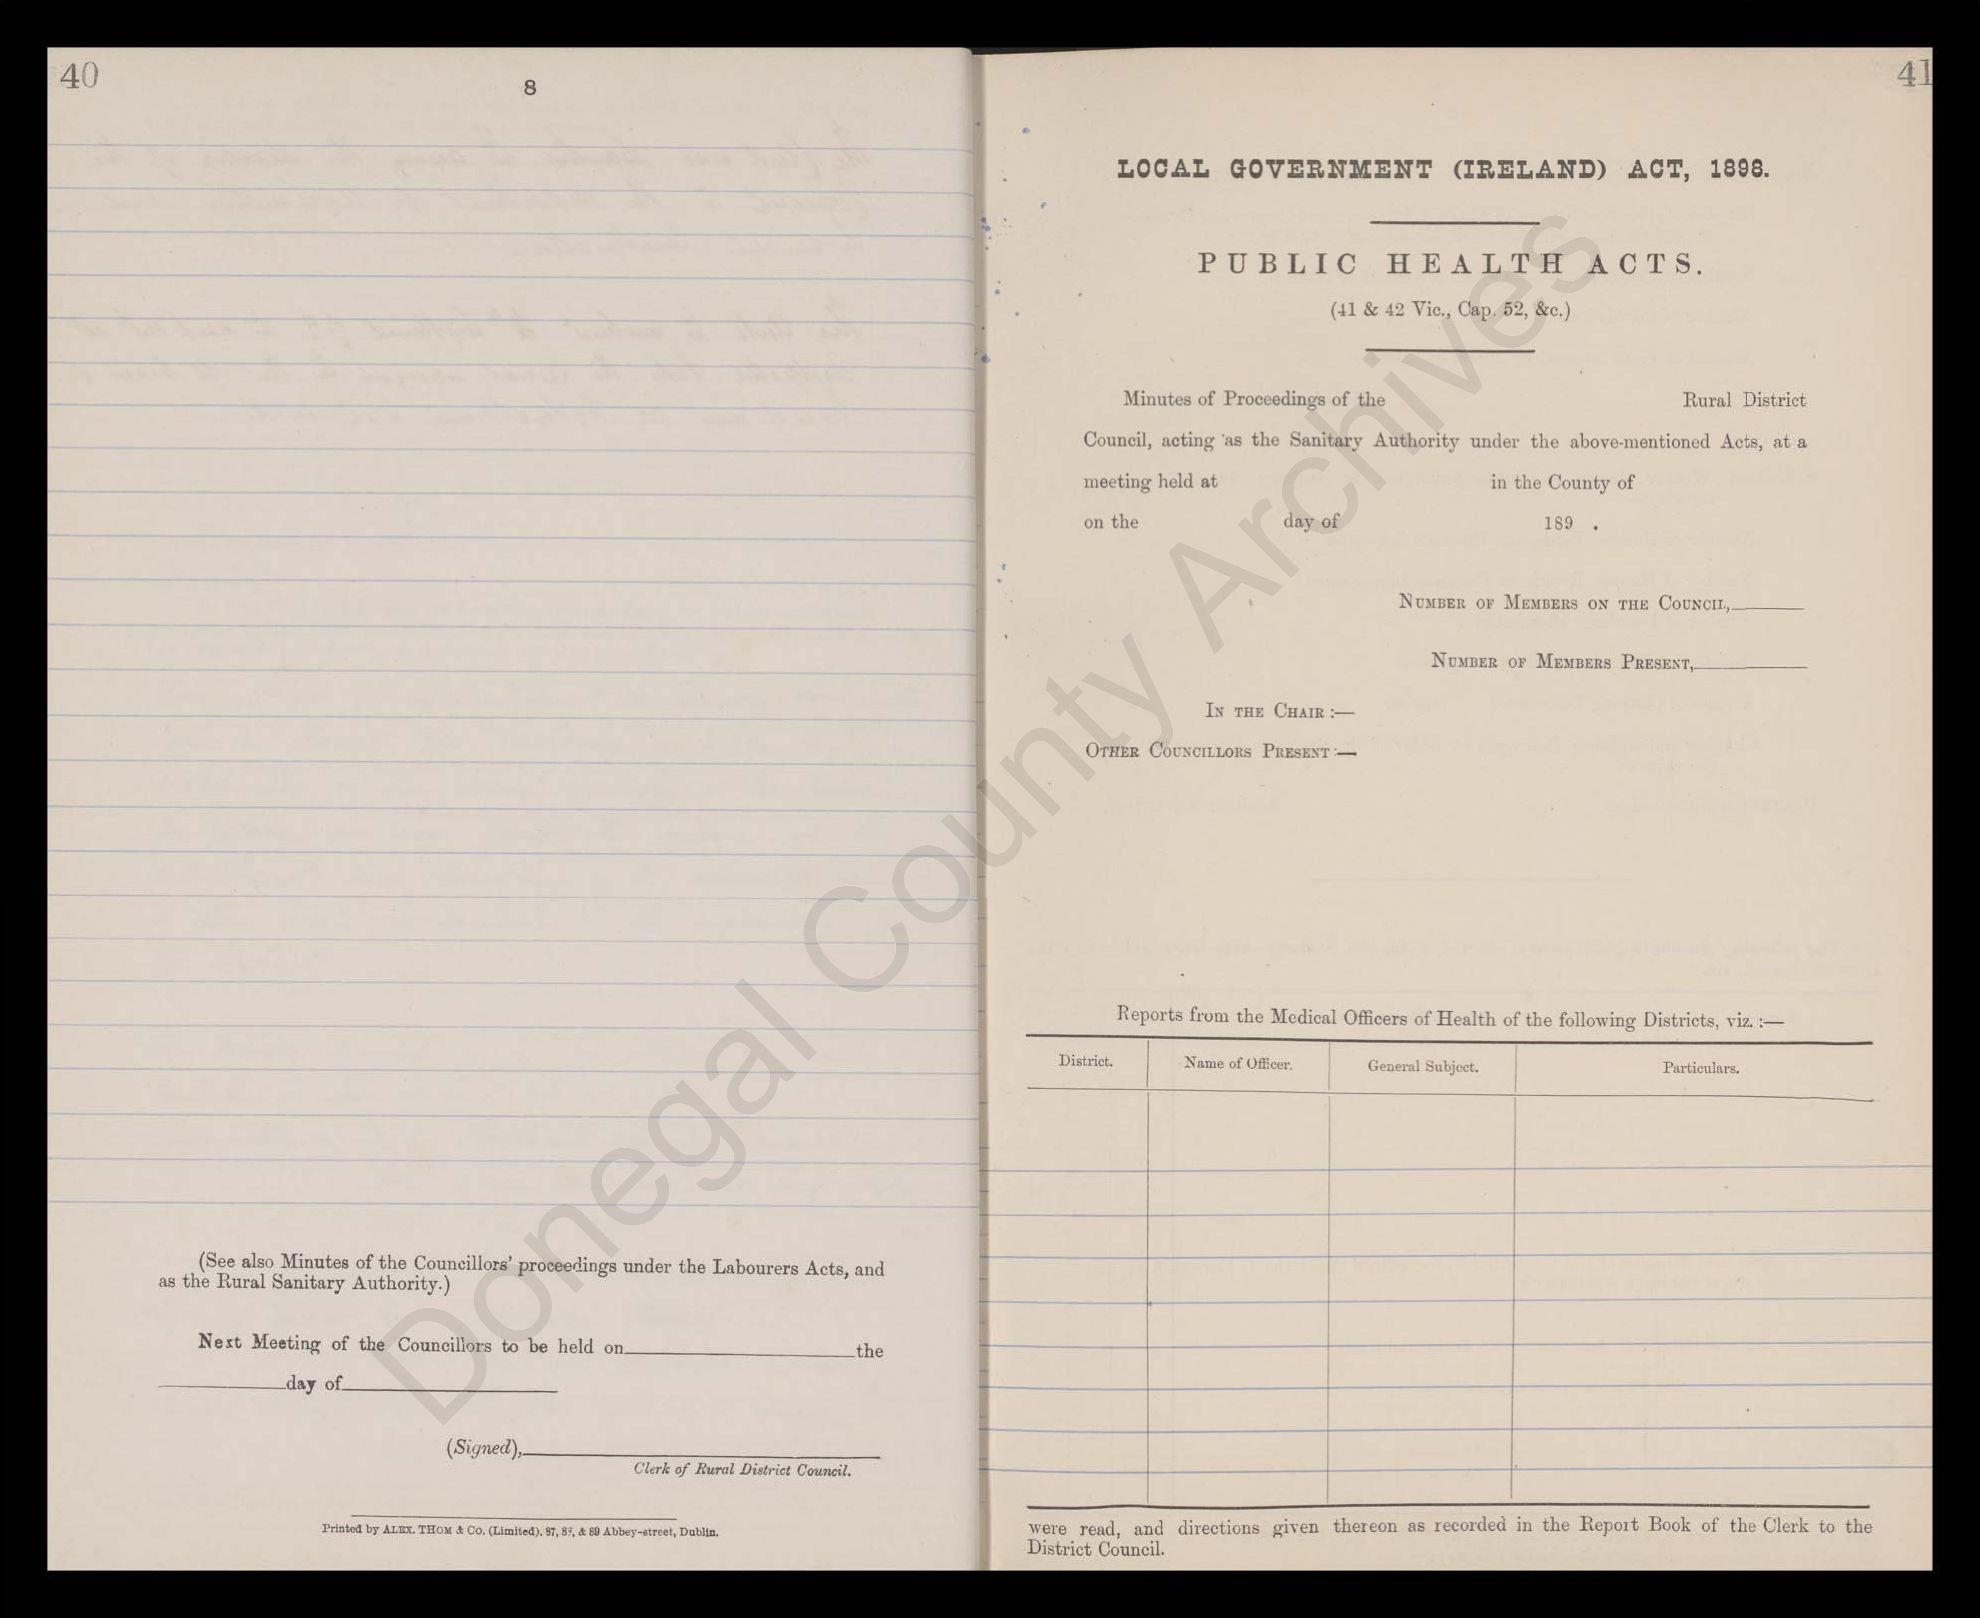 40
8
(See also Minutes of the Councillors' proceedings under the Labourers Acts, and
as the Rural Sanitary Authority.)
Next Meeting of the Councillors to be held on the
day of
(Signed),
Clerk of Rural District Council.
Printed by ALEX. THOM & CO. (Limited). 87, 88, & 89 Abbey-street, Dublin.
41
LOCAL GOVERNMENT (IRELAND) ACT, 1898.
PUBLIC HEALTH ACTS.
(41 & 42 Vic., Cap. 52, &c.)
Minutes of Proceedings of the Rural District
Council, acting as the Sanitary Authority under the above-mentioned Acts, at a
meeting held at in the County of
on the day of 189 .
NUMBER OF MEMBERS ON THE COUNCIL,
NUMBER OF MEMBERS PRESENT,
IN THE CHAIR :—
OTHER COUNCILLORS PRESENT :—
Reports from the Medical Officers of Health of the following Districts, viz. :—
District. Name of Officer. General Subject. Particulars.
were read, and directions given thereon as recorded in the Report Book of the Clerk to the
District Council.
Donegal County Archives